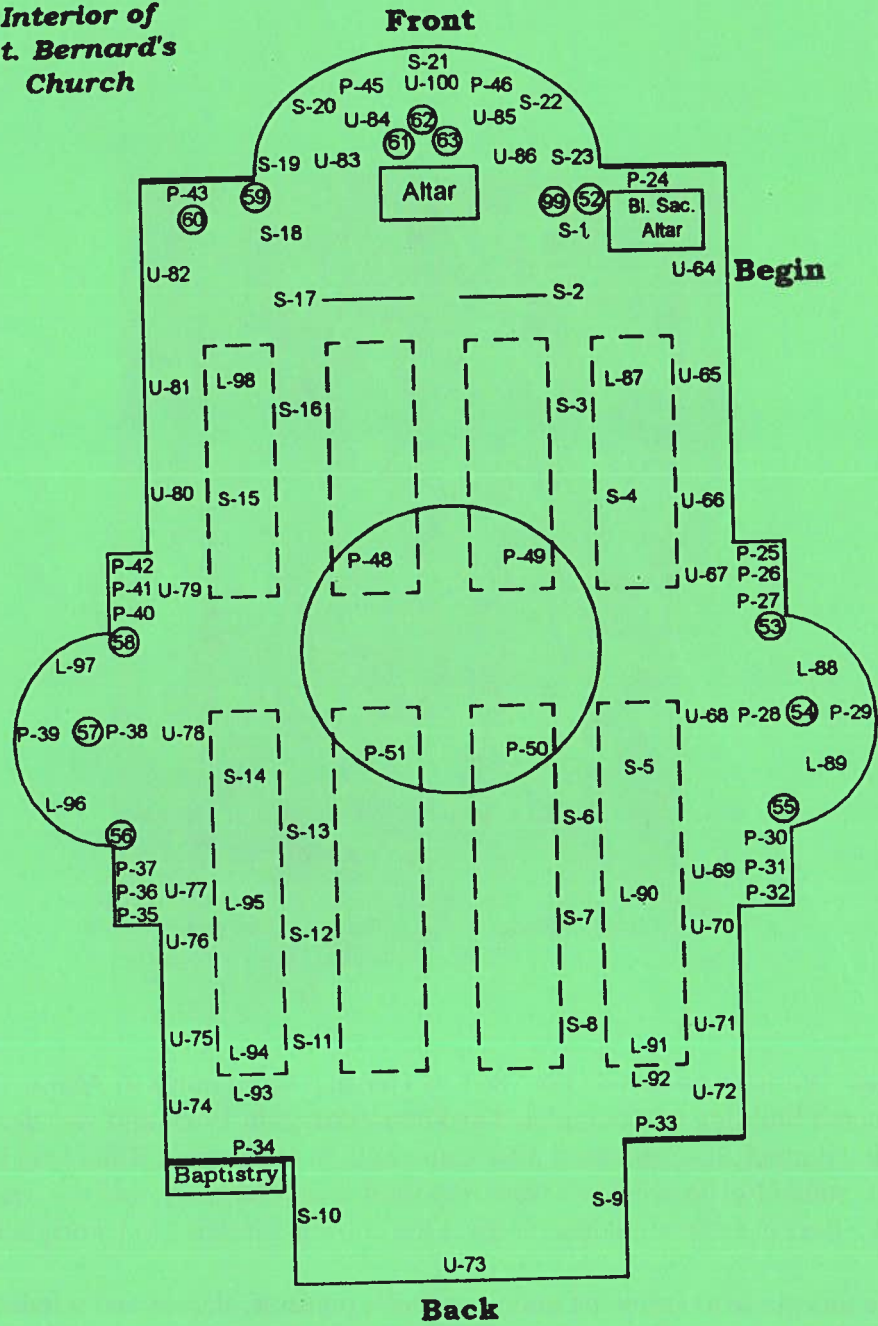 Interior of
t. Bernard's
Church
Front
S-21
P-45 U-100 P-46
S-20 S-22
U-84 62 U-85
61 63
S-19 U-83 U-86 S-23
P-24
P-43 59 Altar 99 52 Bl. Sac.
60 Altar
S-18 S-1
U-82 U-64 Begin
S-17 S-2
U-81 L-98 L-87 U-65
S-16 S-3
U-80 S-15 S-4 U-66
P-42 P-48 P-49 P-25
P-41 U-79 U-67 P-26
P-40 P-27
58 53
L-97 L-88
P-39 57 P-38 U-78 U-68 P-28 54 P-29
P-51 P-50
S-14 S-5 L-89
L-96 55
56 S-13 S-6 P-30
P-37 U-69 P-31
P-36 U-77 L-95 L-90 P-32
P-35 S-12 S-7
U-76 U-70
U-75 S-11 S-8 U-71
L-94 L-91
L-93 L-92
U-74 U-72
P-33
P-34
Baptistry
S-10 S-9
U-73
Back